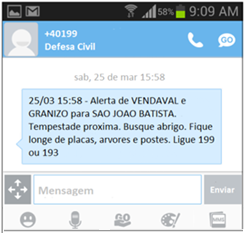 58% 9:09 AM
+40199
Defesa Civil
GO
sab, 25 de mar 15:58
25/03 15:58 - Alerta de VENDAVAL e
GRANIZO para SAO JOAO BATISTA.
Tempestade proxima. Busque abrigo. Fique
longe de placas, arvores e postes. Ligue 199
ou 193
Mensagem
Enviar
GO